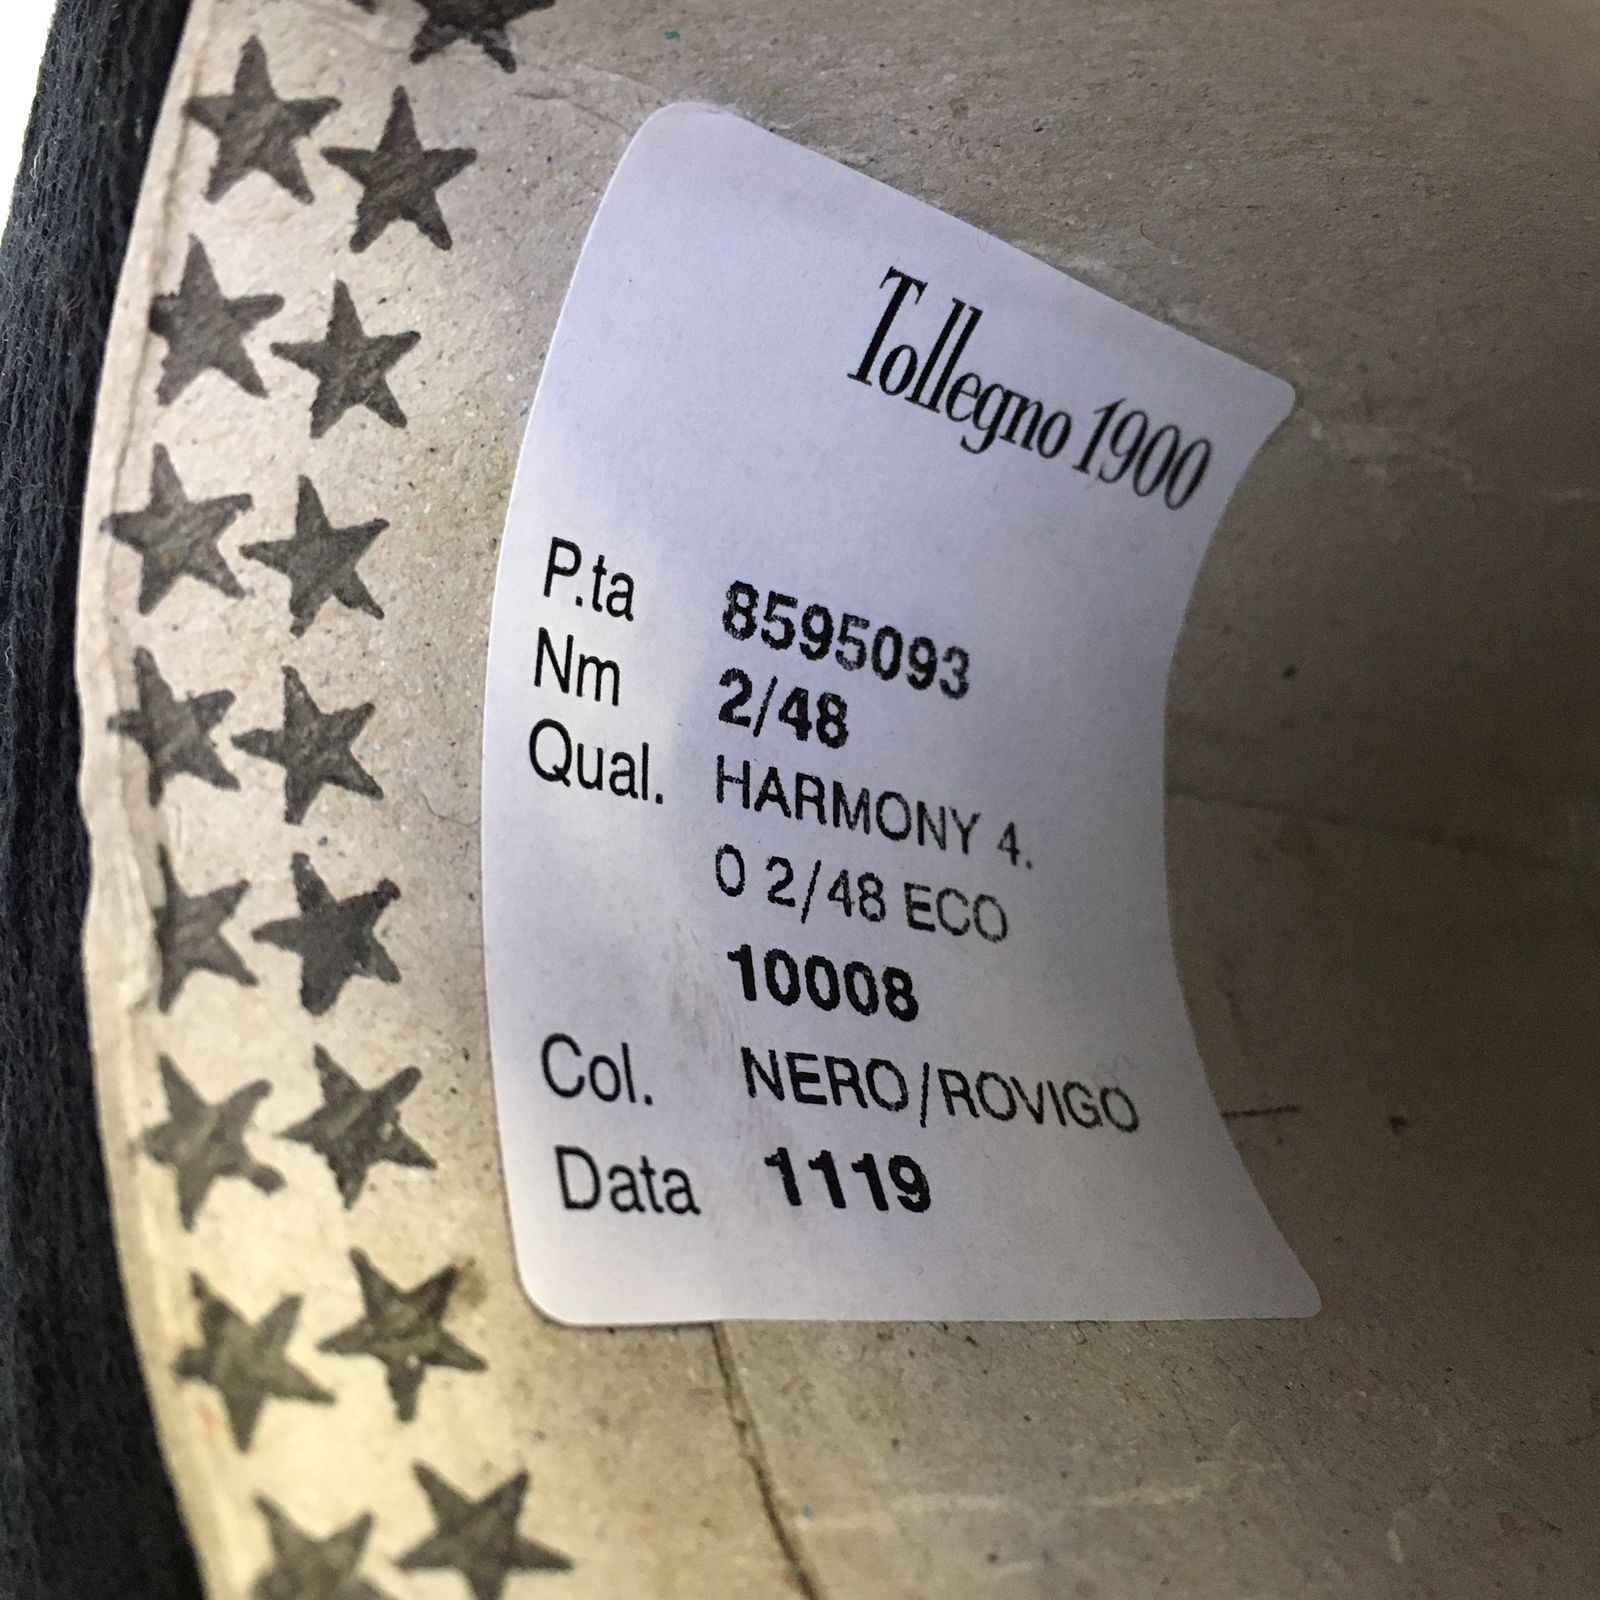 Tollegno 1900
P.ta 8595093
Nm 2/48
Qual. HARMONY 4.
0 2/48 ECO
10008
Col. NERO/ROVIGO
Data 1119